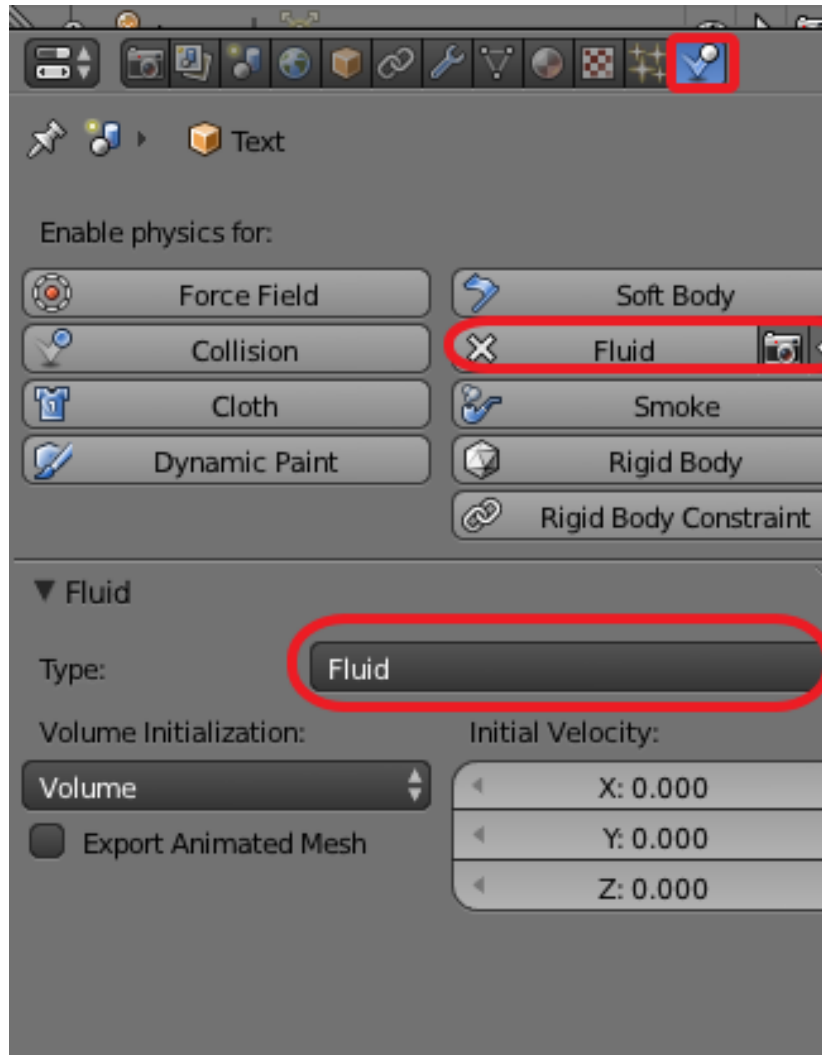 Text
Enable physics for:
Force Field
Soft Body
Collision
Fluid
Cloth
Smoke
Dynamic Paint
Rigid Body
Rigid Body Constraint
Fluid
Type:
Fluid
Volume Initialization:
Initial Velocity:
Volume
X: 0.000
Export Animated Mesh
Y: 0.000
Z: 0.000